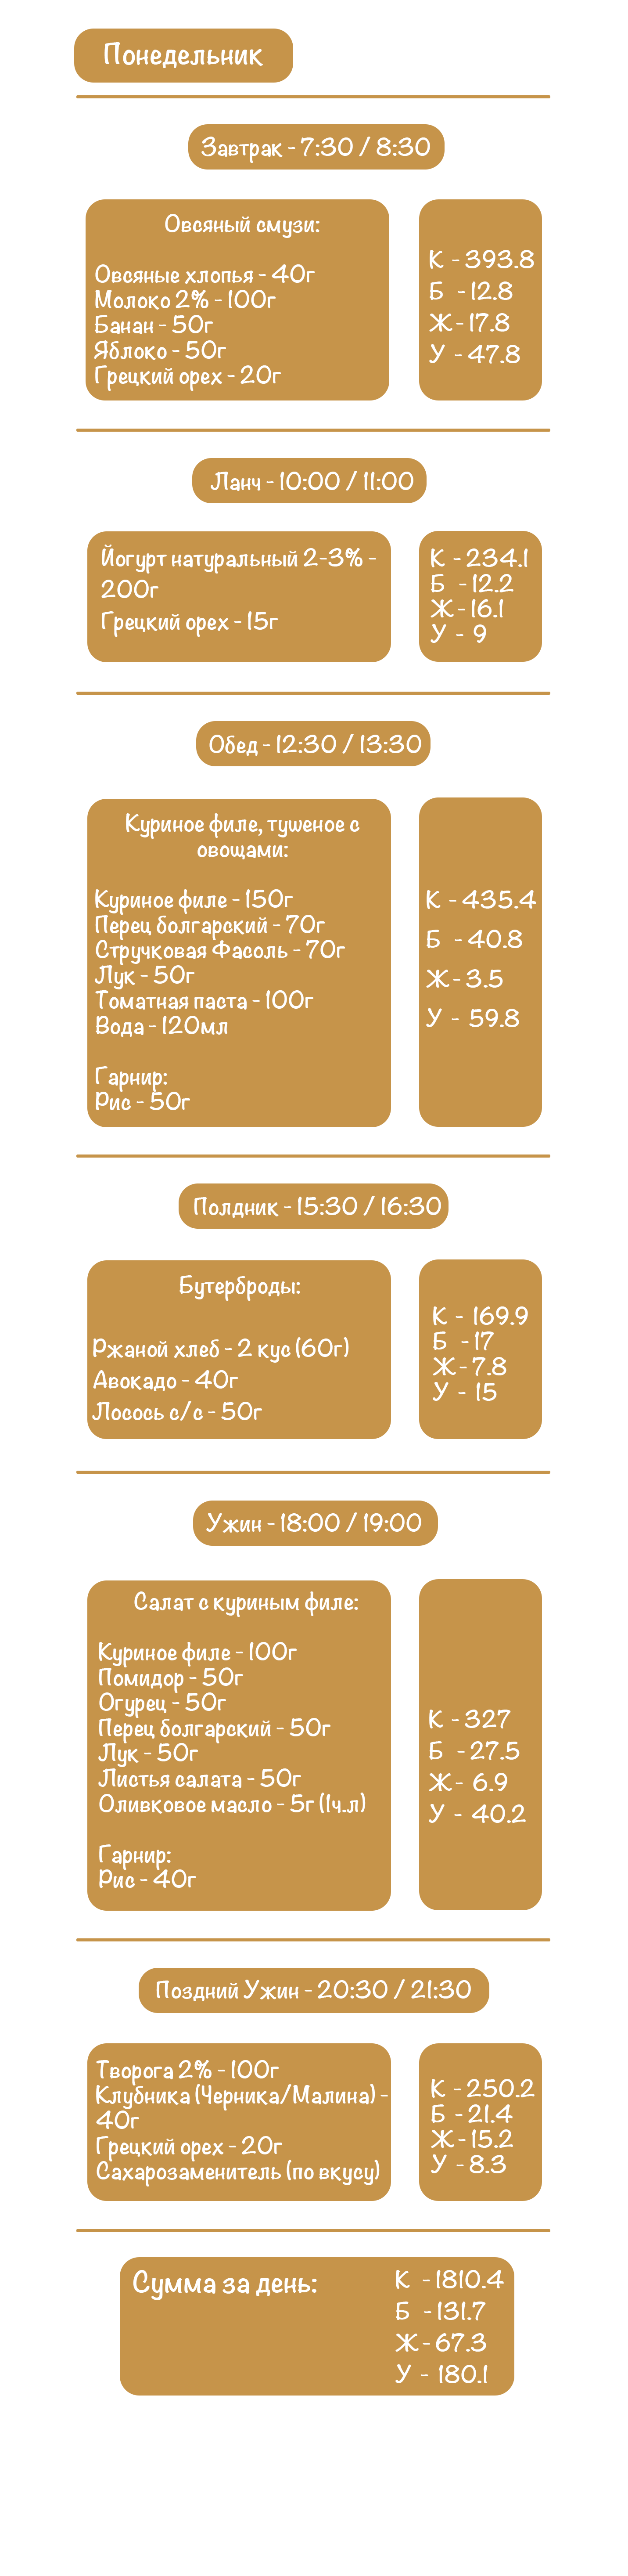 Понедельник
Завтрак - 7:30 / 8:30
Овсяный смузи:
Овсяные хлопья - 40г
Молоко 2% - 100г
Банан - 50г
Яблоко - 50г
Грецкий орех - 20г
К - 393.8
Б - 12.8
Ж - 17.8
У - 47.8
Ланч - 10:00 / 11:00
Йогурт натуральный 2-3% -
200г
Грецкий орех - 15г
К - 234.1
Б - 12.2
Ж - 16.1
У - 9
Обед - 12:30 / 13:30
Куриное филе, тушеное с
овощами:
Куриное филе - 150г
Перец болгарский - 70г
Стручковая Фасоль - 70г
Лук - 50г
Томатная паста - 100г
Вода - 120мл
Гарнир:
Рис - 50г
К - 435.4
Б - 40.8
Ж - 3.5
У - 59.8
Полдник - 15:30 / 16:30
Бутерброды:
Ржаной хлеб - 2 кус (60г)
Авокадо - 40г
Лосось с/с - 50г
К - 169.9
Б - 17
Ж - 7.8
У - 15
Ужин - 18:00 / 19:00
Салат с куриным филе:
Куриное филе - 100г
Помидор - 50г
Огурец - 50г
Перец болгарский - 50г
Лук - 50г
Листья салата - 50г
Оливковое масло - 5г (1ч.л)
Гарнир:
Рис - 40г
К - 327
Б - 27.5
Ж - 6.9
У - 40.2
Поздний Ужин - 20:30 / 21:30
Творога 2% - 100г
Клубника (Черника/Малина) -
40г
Грецкий орех - 20г
Сахарозаменитель (по вкусу)
К - 250.2
Б - 21.4
Ж - 15.2
У - 8.3
Сумма за день:
К - 1810.4
Б - 131.7
Ж - 67.3
У - 180.1